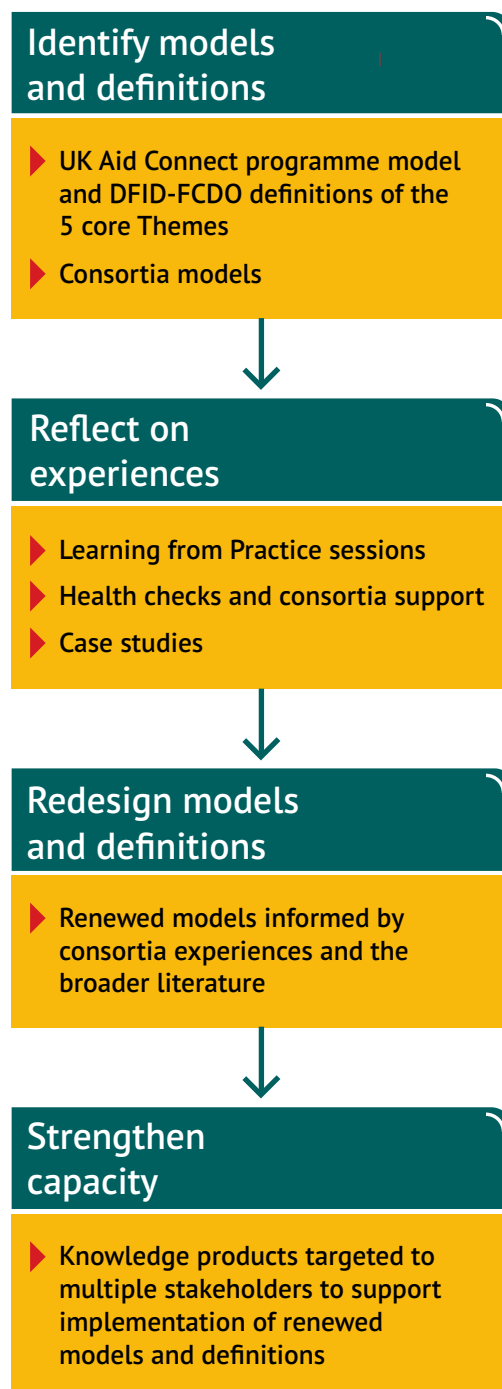 Identify models
and definitions
UK Aid Connect programme model
and DFID-FCDO definitions of the
5 core Themes
Consortia models
Reflect on
experiences
Learning from Practice sessions
Health checks and consortia support
Case studies
Redesign models
and definitions
Renewed models informed by
consortia experiences and the
broader literature
Strengthen
capacity
Knowledge products targeted to
multiple stakeholders to support
implementation of renewed
models and definitions